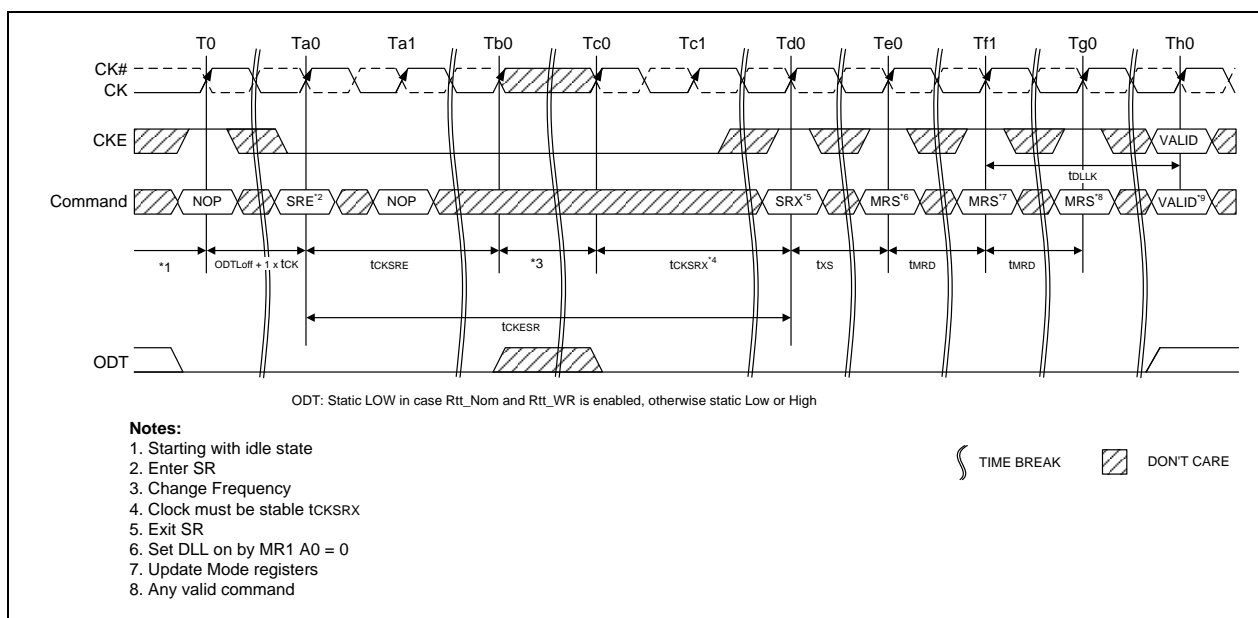 T0 Ta0 Ta1 Tb0 Tc0 Tc1 Td0 Te0 Tf1 Tg0 Th0
CK#
CK
CKE VALID
tDLLK
Command NOP SRE*2 NOP SRX*5 MRS*6 MRS*7 MRS*8 VALID*9
*1 ODTLoff + 1 x tCK tCKSRE *3 tCKSRX*4 tXS tMRD tMRD
tCKESR
ODT
ODT: Static LOW in case Rtt_Nom and Rtt_WR is enabled, otherwise static Low or High
Notes:
1. Starting with idle state
2. Enter SR
3. Change Frequency
4. Clock must be stable tCKSRX
5. Exit SR
6. Set DLL on by MR1 A0 = 0
7. Update Mode registers
8. Any valid command
TIME BREAK DON'T CARE